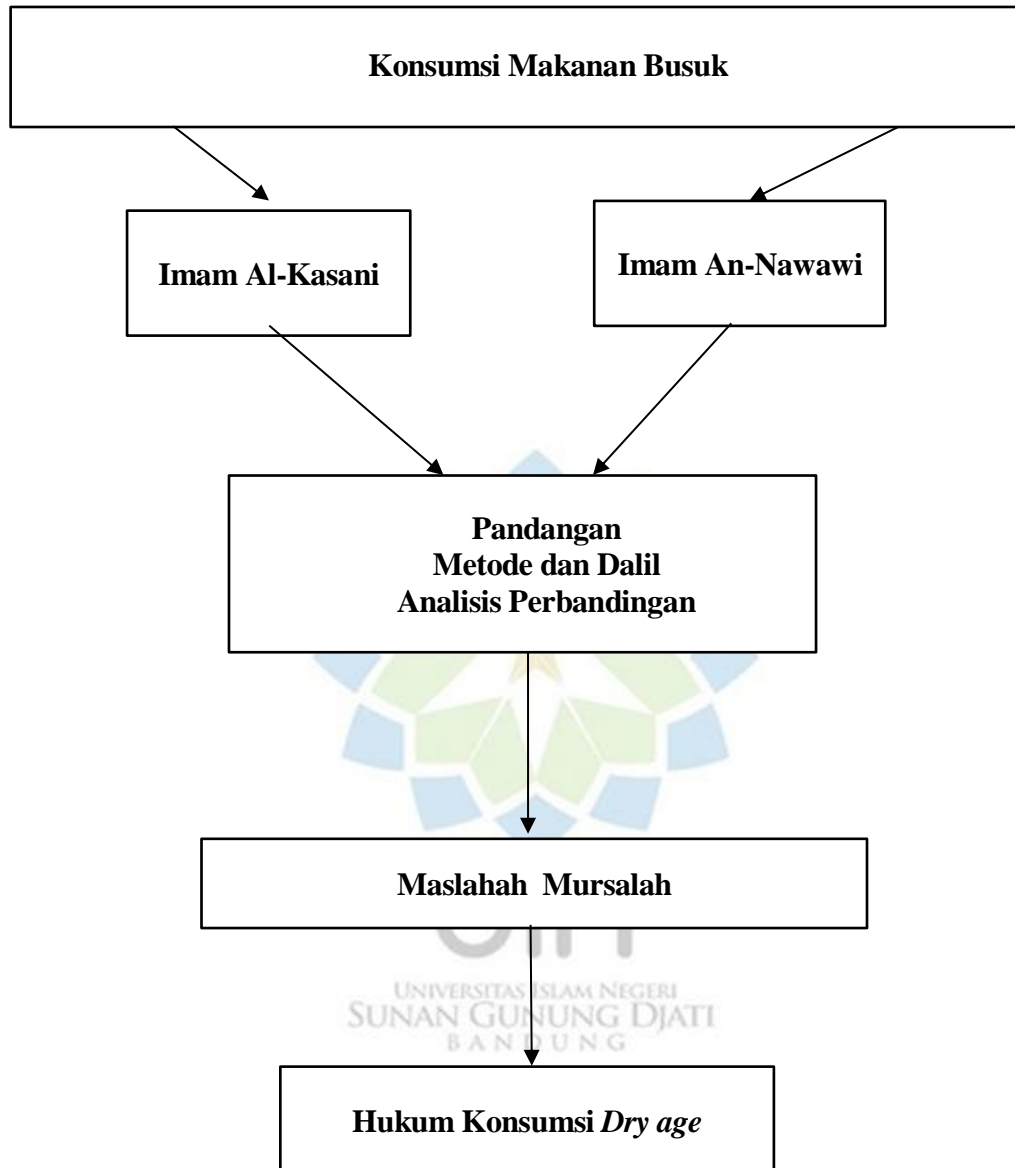 Konsumsi Makanan Busuk
Imam Al-Kasani
Imam An-Nawawi
Pandangan
Metode dan Dalil
Analisis Perbandingan
Maslahah Mursalah
UNIVERSITAS ISLAM NEGERI
SUNAN GUNUNG DJATI
BANDUNG
Hukum Konsumsi Dry age